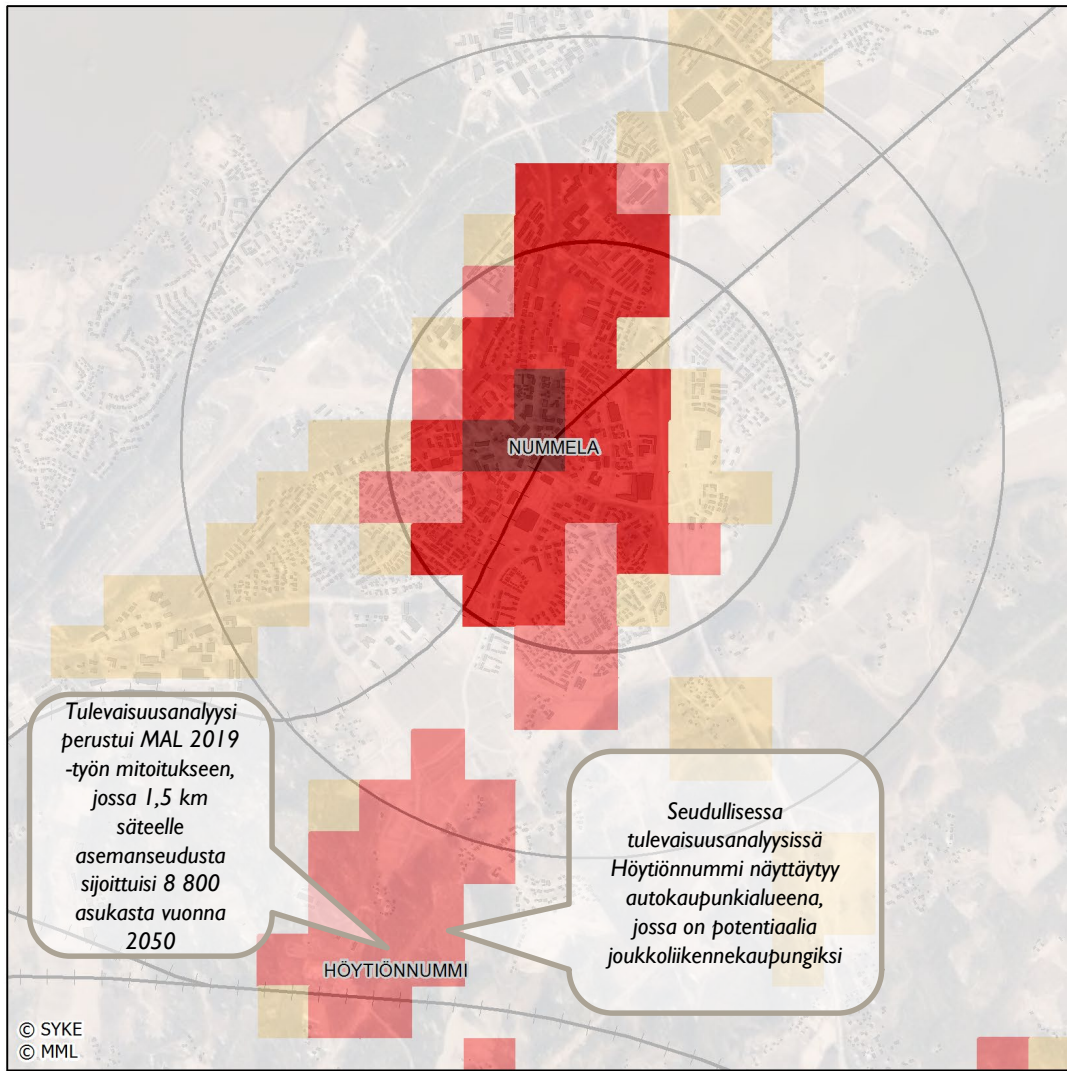 NUMMELA
Tulevaisuusanalyysi
perustui MAL 2019
-työn mitoitukseen,
jossa 1,5 km
säteelle
asemanseudusta
sijoittuisi 8 800
asukasta vuonna
2050
Seudullisessa
tulevaisuusanalyysissä
Höytiönnummi näyttäytyy
autokaupunkialueena,
jossa on potentiaalia
joukkoliikennekaupungiksi
HÖYTIÖNNUMMI
© SYKE
© MML